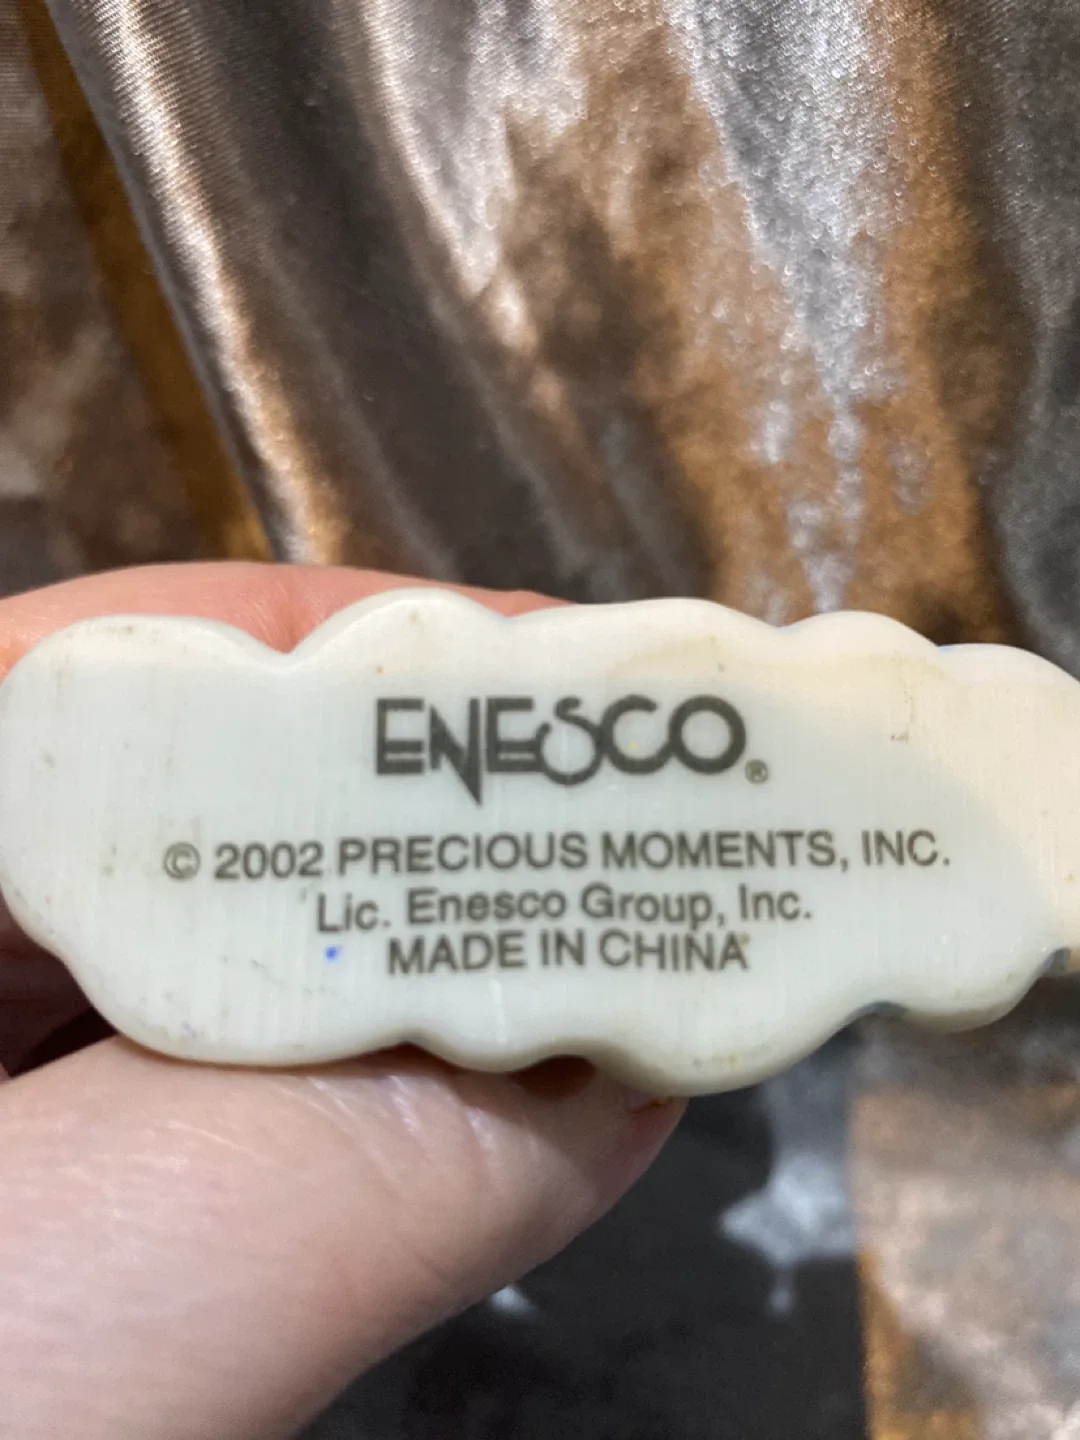 ENESCO®
© 2002 PRECIOUS MOMENTS, INC.
Lic. Enesco Group, Inc.
MADE IN CHINA